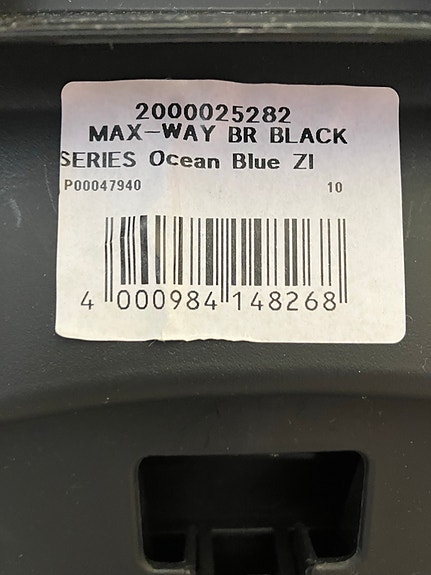 2000025282
MAX-WAY BR BLACK
SERIES Ocean Blue ZI
P00047940 10
4 000984 148268